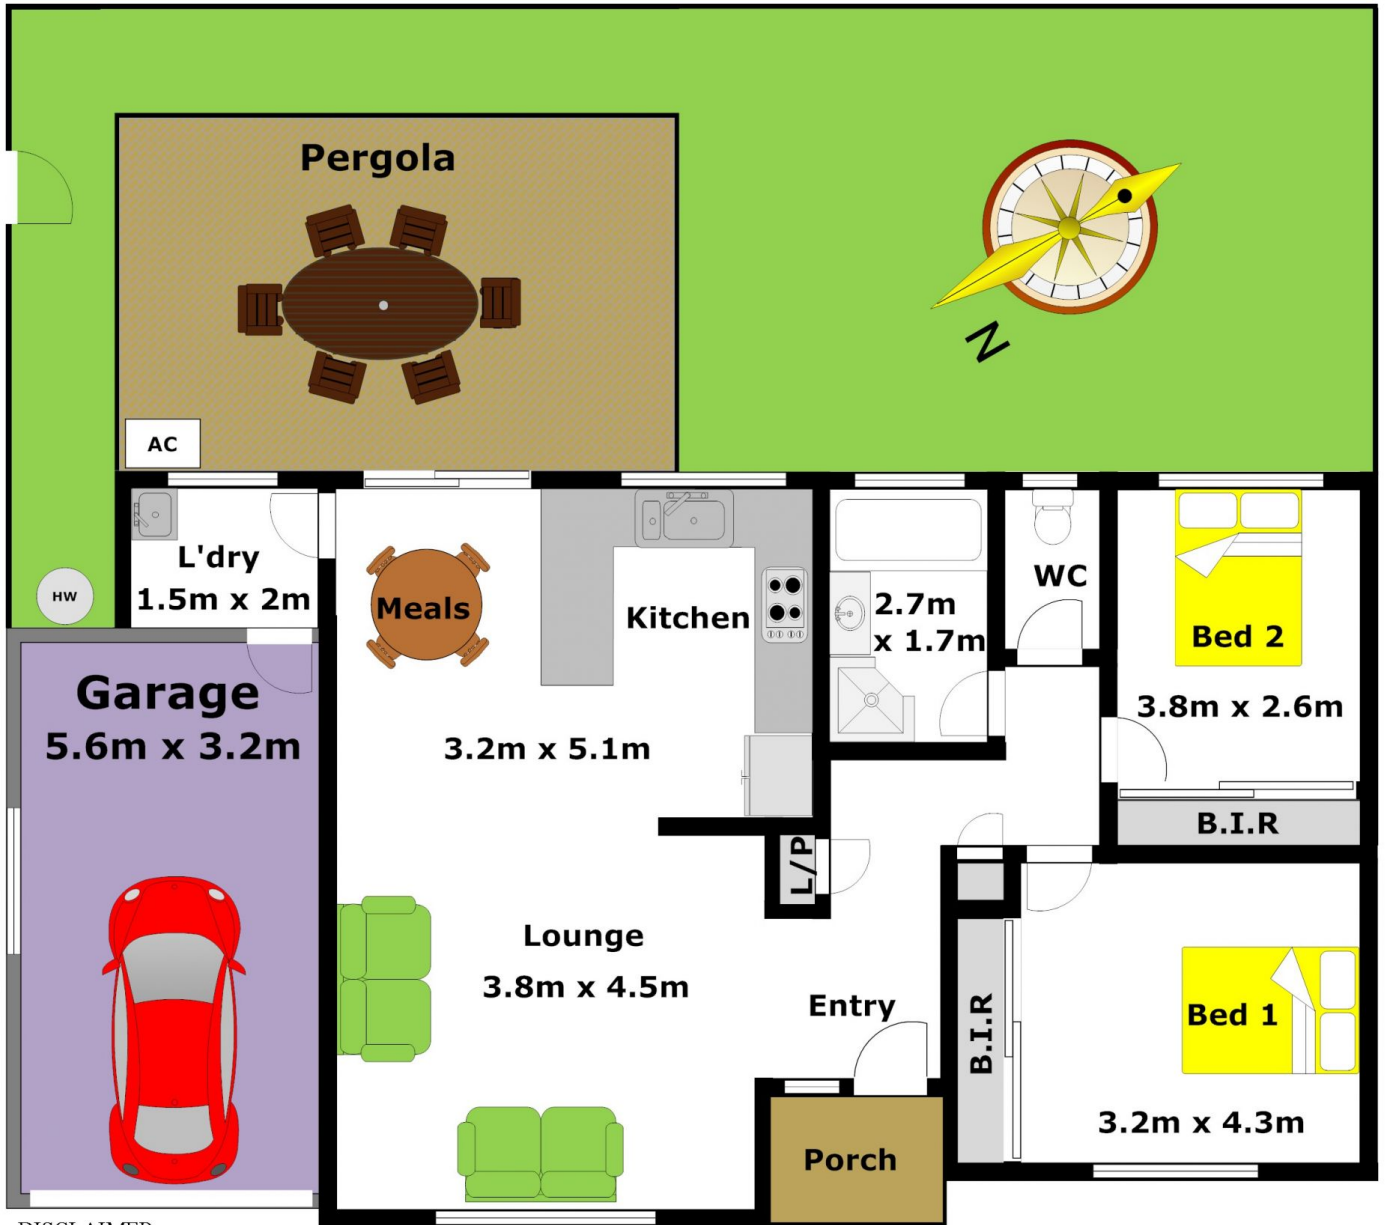 Pergola
N
AC
HW
L'dry
1.5m x 2m
Meals
Kitchen
2.7m
x 1.7m
WC
Bed 2
3.8m x 2.6m
Garage
5.6m x 3.2m
3.2m x 5.1m
B.I.R
L/P
Lounge
3.8m x 4.5m
Entry
B.I.R
Bed 1
3.2m x 4.3m
Porch
DISCLAIMER